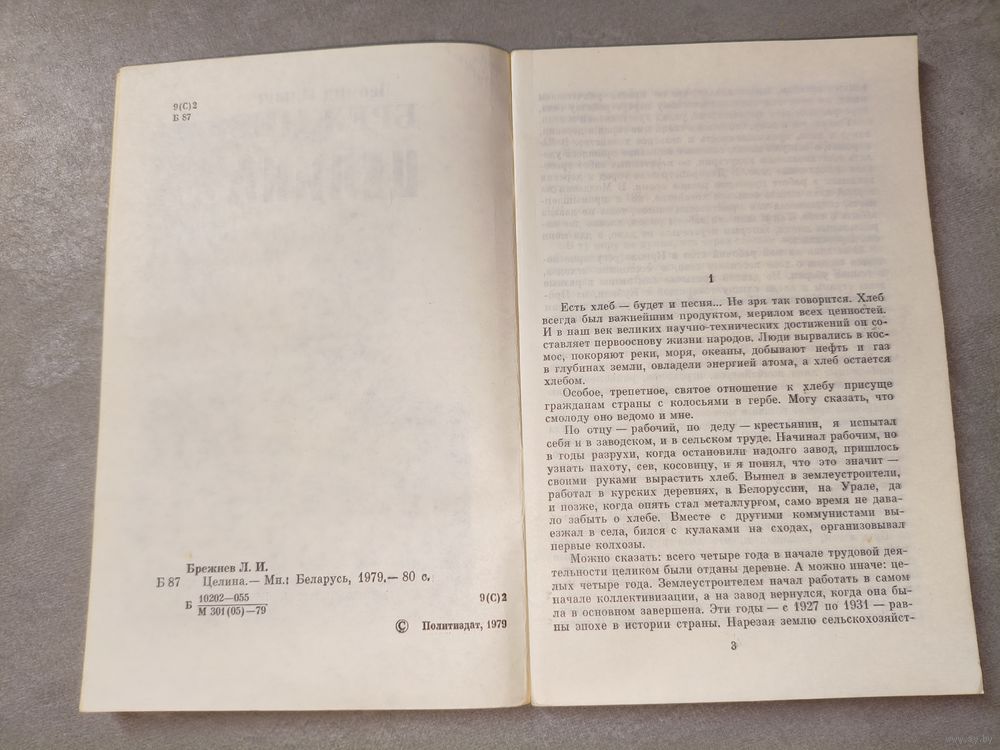 9(С)2
Б 87
Брежнев Л. И.
Б 87 Целина.— Мн.: Беларусь, 1979.— 80 с.
Б 10202—055
М 301(05)—79
9(С)2
© Политиздат, 1979
1
Есть хлеб — будет и песня... Не зря так говорится. Хлеб
всегда был важнейшим продуктом, мерилом всех ценностей.
И в наш век великих научно-технических достижений он со-
ставляет первооснову жизни народов. Люди вырвались в кос-
мос, покоряют реки, моря, океаны, добывают нефть и газ
в глубинах земли, овладели энергией атома, а хлеб остается
хлебом.
Особое, трепетное, святое отношение к хлебу присуще
гражданам страны с колосьями в гербе. Могу сказать, что
смолоду оно ведомо и мне.
По отцу — рабочий, по деду — крестьянин, я испытал
себя и в заводском, и в сельском труде. Начинал рабочим, но
в годы разрухи, когда остановили надолго завод, пришлось
узнать пахоту, сев, косовицу, и я понял, что это значит —
своими руками вырастить хлеб. Вышел в землеустроители,
работал в курских деревнях, в Белоруссии, на Урале, да
и позже, когда опять стал металлургом, само время не дава-
ло забыть о хлебе. Вместе с другими коммунистами вы-
езжал в села, бился с кулаками на сходах, организовывал
первые колхозы.
Можно сказать: всего четыре года в начале трудовой дея-
тельности целиком были отданы деревне. А можно иначе: це-
лых четыре года. Землеустроителем начал работать в самом
начале коллективизации, а на завод вернулся, когда она бы-
ла в основном завершена. Эти годы — с 1927 по 1931 — рав-
ны эпохе в истории страны. Нарезая землю сельскохозяйст-
3
www.ay.by